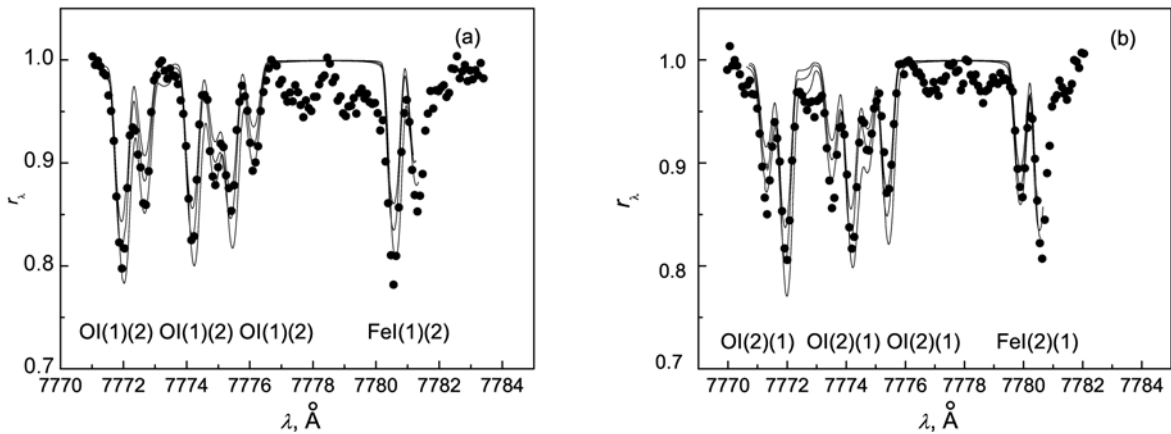 (a)
1.0
0.9
0.8
0.7
rλ
OI(1)(2) OI(1)(2) OI(1)(2) FeI(1)(2)
7770 7772 7774 7776 7778 7780 7782 7784
λ, Å
(b)
1.0
0.9
0.8
0.7
rλ
OI(2)(1) OI(2)(1) OI(2)(1) FeI(2)(1)
7770 7772 7774 7776 7778 7780 7782 7784
λ, Å